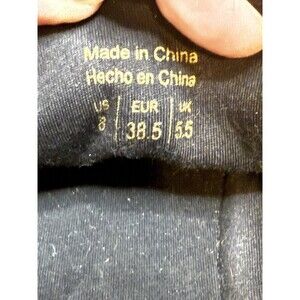 Made in China
Hecho en China
US | EUR | UK
8 | 38.5 | 5.5